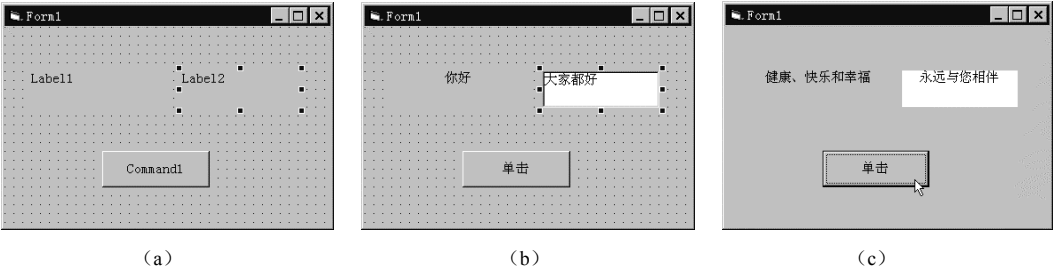 Form1
Label1
Label2
Command1
(a)
Form1
你好
大家都好
单击
(b)
Form1
健康、快乐和幸福
永远与您相伴
单击
(c)